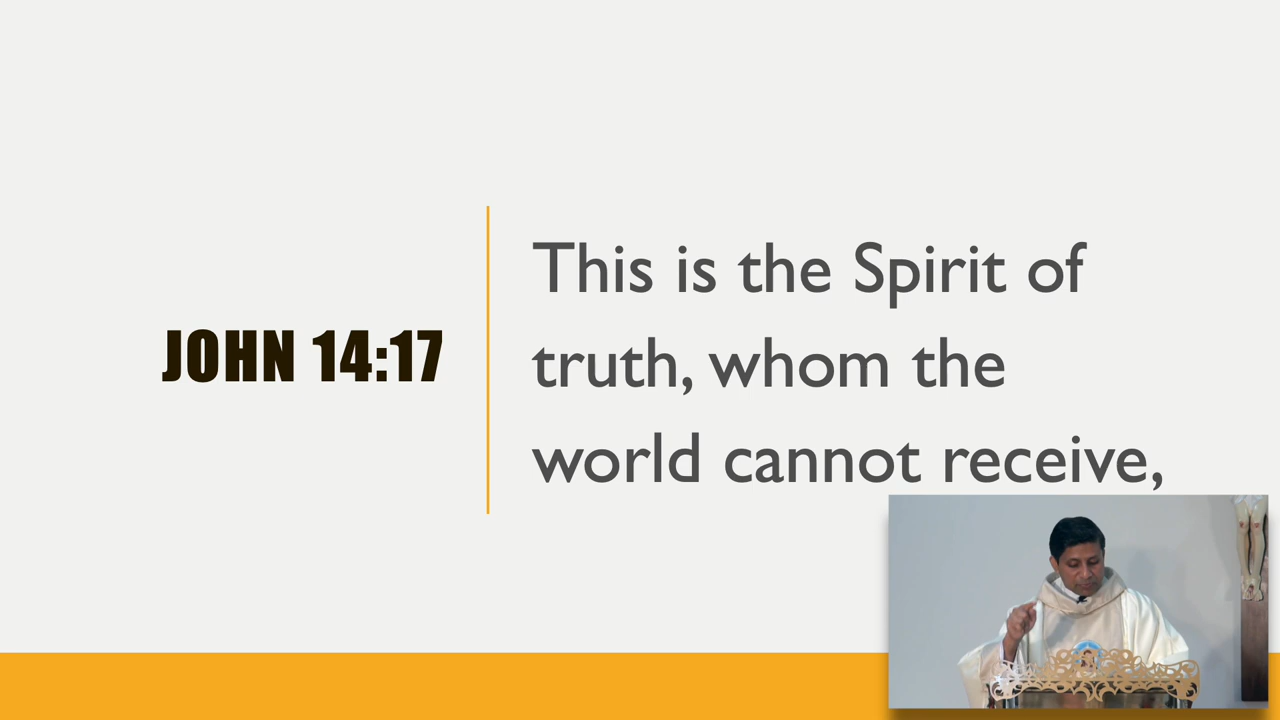 JOHN 14:17
This is the Spirit of
truth, whom the
world cannot receive,